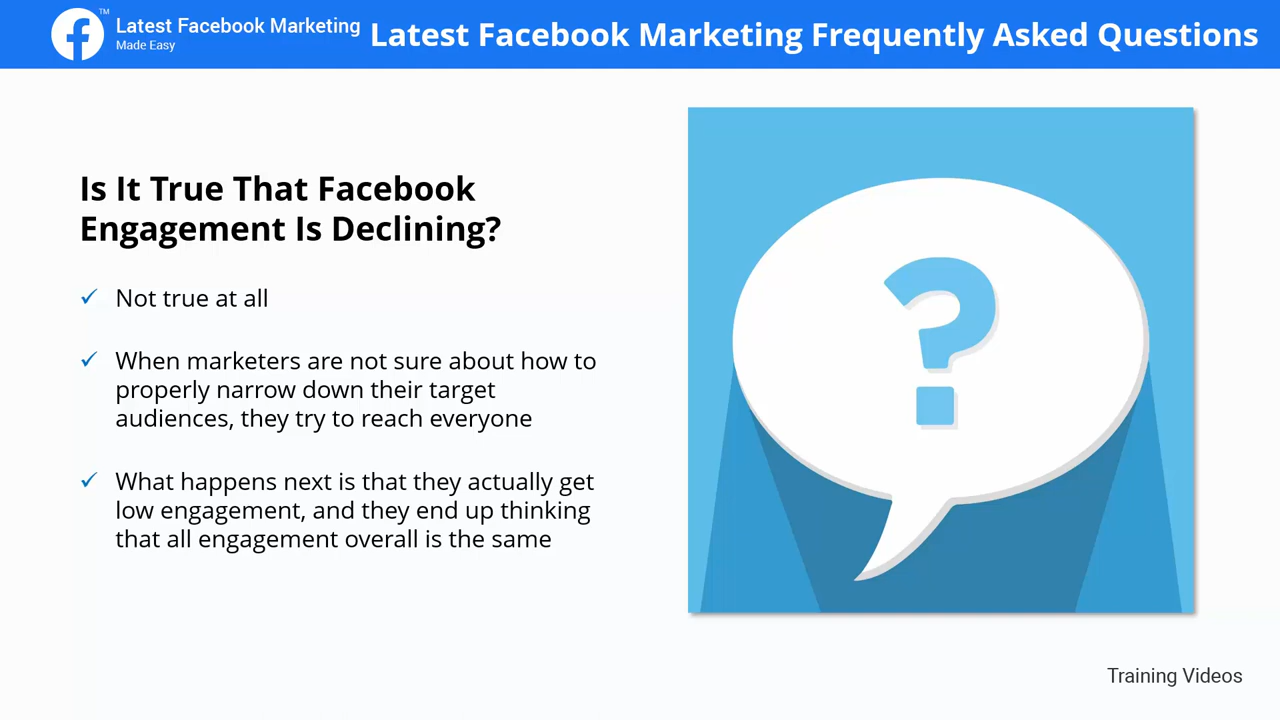 TM
Latest Facebook Marketing
Made Easy
Latest Facebook Marketing Frequently Asked Questions
Is It True That Facebook
Engagement Is Declining?
✓ Not true at all
✓ When marketers are not sure about how to
properly narrow down their target
audiences, they try to reach everyone
✓ What happens next is that they actually get
low engagement, and they end up thinking
that all engagement overall is the same
?
Training Videos